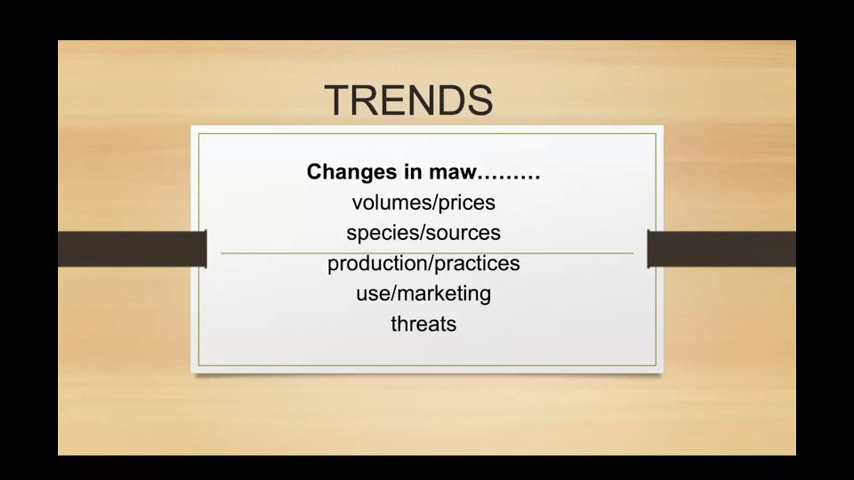 TRENDS
Changes in maw.........
volumes/prices
species/sources
production/practices
use/marketing
threats